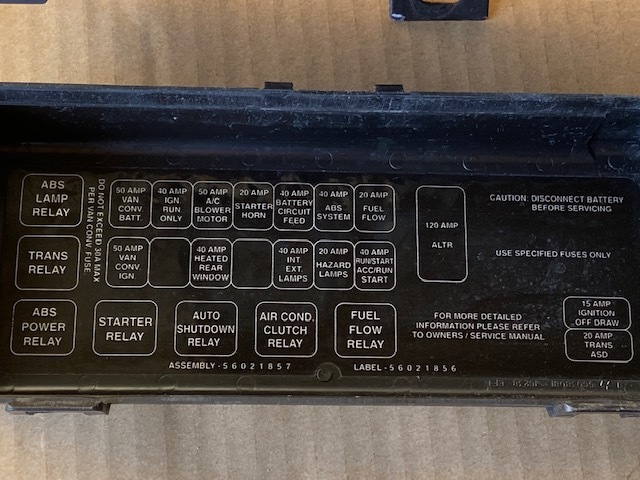 ABS
LAMP
RELAY
DO NOT EXCEED 30A MAX
PER VAN CONV. FUSE
50 AMP
VAN
CONV
BATT.
40 AMP
IGN.
RUN
ONLY
50 AMP
A/C
BLOWER
MOTOR
20 AMP
STARTER
HORN
40 AMP
BATTERY
CIRCUIT
FEED
40 AMP
ABS
SYSTEM
20 AMP
FUEL
FLOW
120 AMP
ALTR
CAUTION: DISCONNECT BATTERY
BEFORE SERVICING
TRANS
RELAY
50 AMP
VAN
CONV
IGN.
40 AMP
HEATED
REAR
WINDOW
40 AMP
INT.
EXT.
LAMPS
20 AMP
HAZARD
LAMPS
40 AMP
RUN/START
ACC/RUN
START
USE SPECIFIED FUSES ONLY
ABS
POWER
RELAY
STARTER
RELAY
AUTO
SHUTDOWN
RELAY
AIR COND.
CLUTCH
RELAY
FUEL
FLOW
RELAY
FOR MORE DETAILED
INFORMATION PLEASE REFER
TO OWNERS / SERVICE MANUAL
15 AMP
IGNITION
OFF DRAW
20 AMP
TRANS
ASD
ASSEMBLY - 56021857
LABEL - 56021856